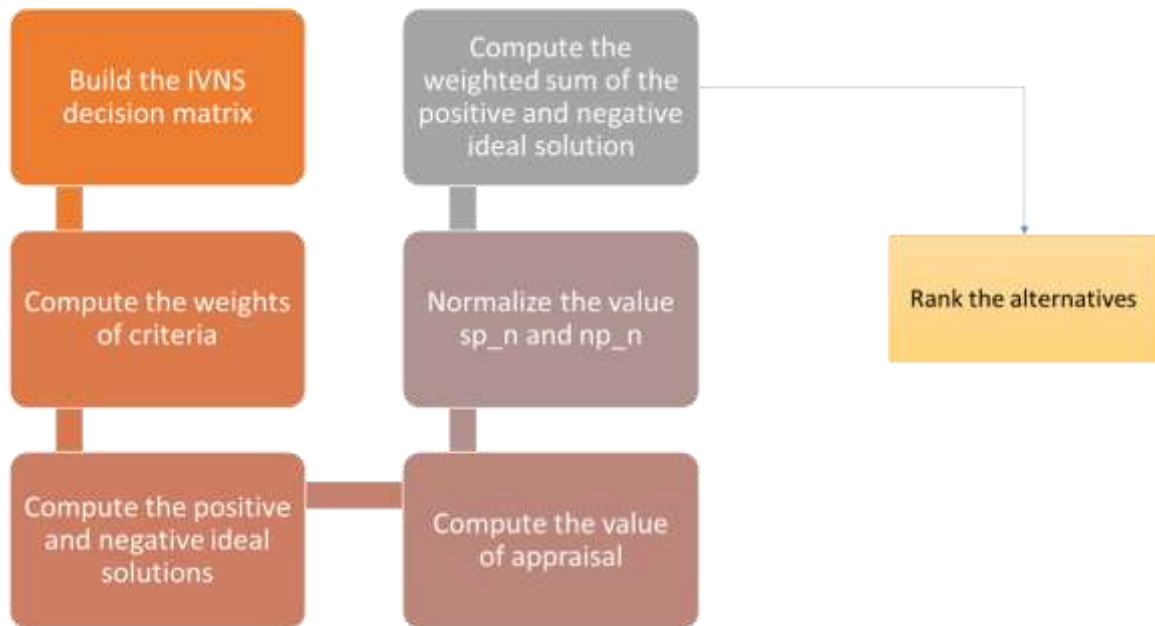 Build the IVNS
decision matrix
Compute the weights
of criteria
Compute the positive
and negative ideal
solutions
Compute the value
of appraisal
Normalize the value
sp_n and np_n
Compute the
weighted sum of the
positive and negative
ideal solution
Rank the alternatives